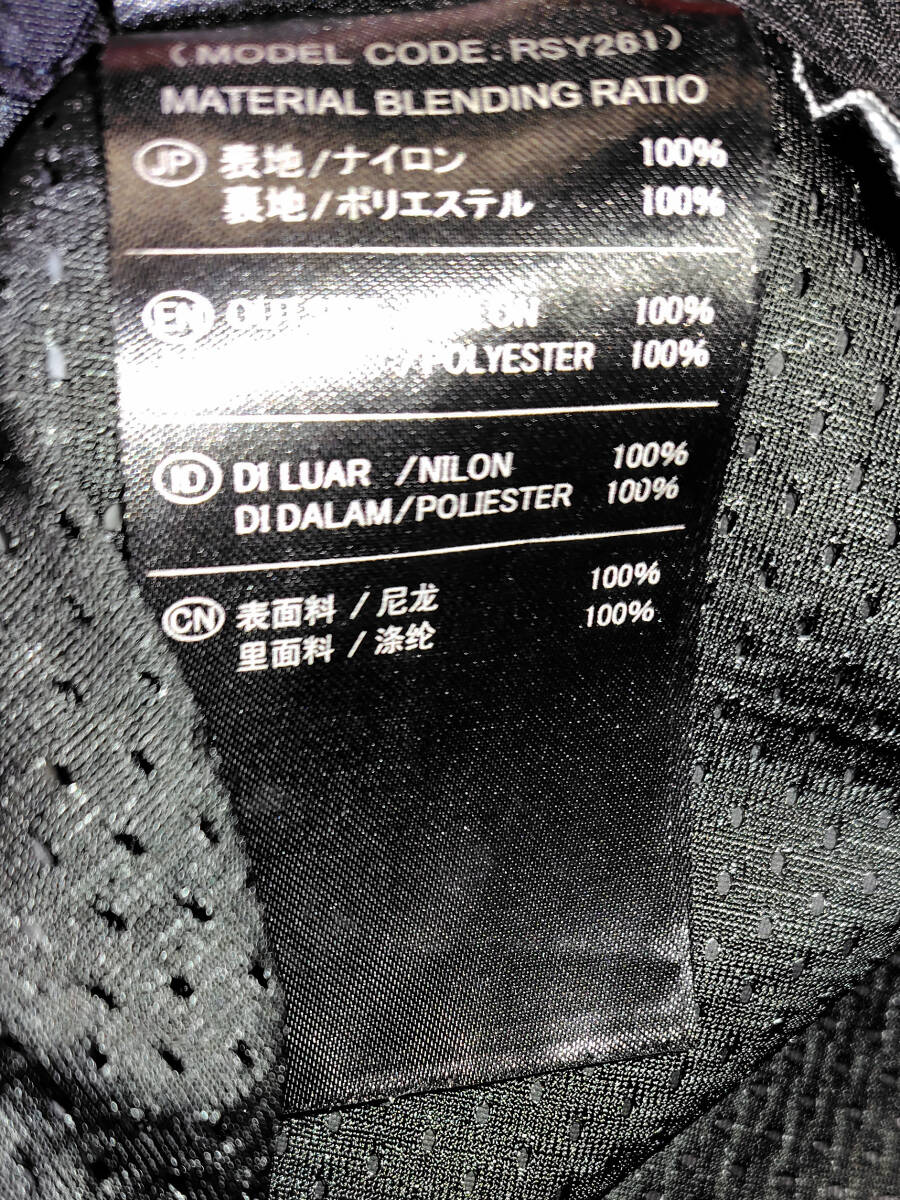 (MODEL CODE:RSY261)
MATERIAL BLENDING RATIO
JP 表地/ナイロン 100%
裏地/ポリエステル 100%
EN 100%
/POLYESTER 100%
ID DI LUAR /NILON 100%
DI DALAM/POLIESTER 100%
CN 表面料/尼龙 100%
里面料/涤纶 100%